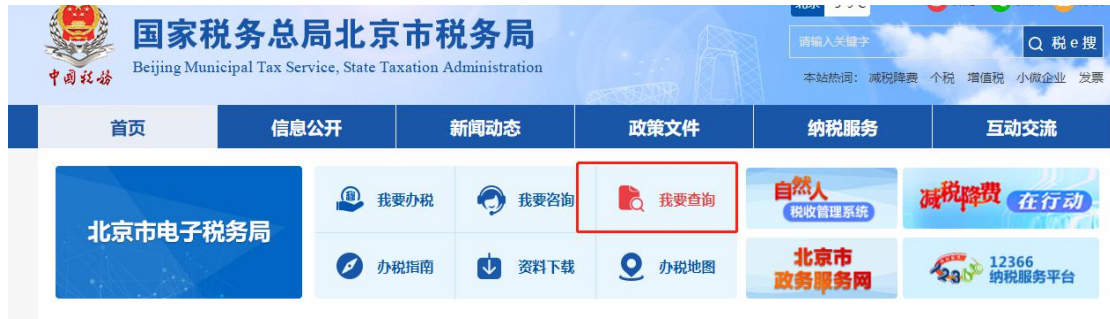 国家税务总局北京市税务局
Beijing Municipal Tax Service, State Taxation Administration
中国税务
请输入关键字
税e搜
本站热词： 减税降费 个税 增值税 小微企业 发票
首页 信息公开 新闻动态 政策文件 纳税服务 互动交流
北京市电子税务局
税 我要办税 我要咨询 我要查询
办税指南 资料下载 办税地图
自然人
税收管理系统
减税降费 在行动
北京市
政务服务网
12366
纳税服务平台